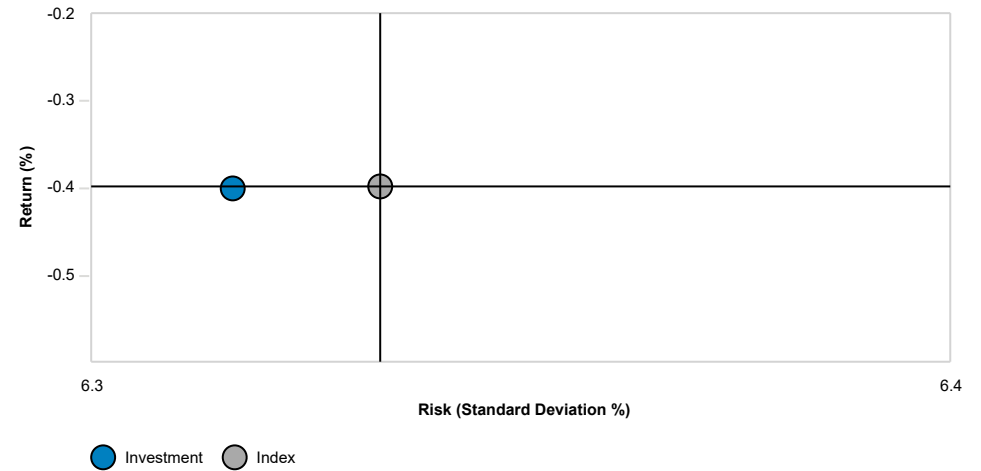 -0.2
-0.3
-0.4
-0.5
Return (%)
6.3
6.4
Risk (Standard Deviation %)
Investment
Index